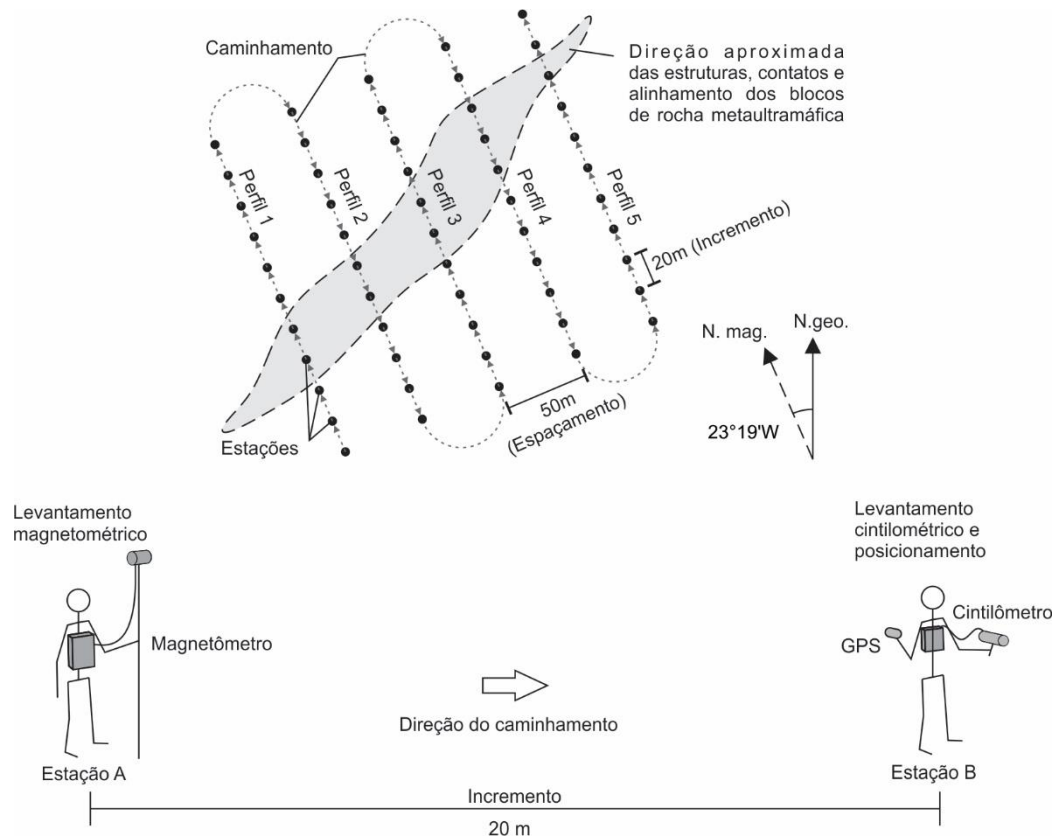 Caminhamento
Direção aproximada
das estruturas, contatos e
alinhamento dos blocos
de rocha metaultramáfica
Perfil 1
Perfil 2
Perfil 3
Perfil 4
Perfil 5
20m (Incremento)
N. mag.
N.geo.
23°19'W
50m
(Espaçamento)
Estações
Levantamento
magnetométrico
Magnetômetro
Estação A
Direção do caminhamento
Levantamento
cintilométrico e
posicionamento
Cintilômetro
GPS
Estação B
Incremento
20 m